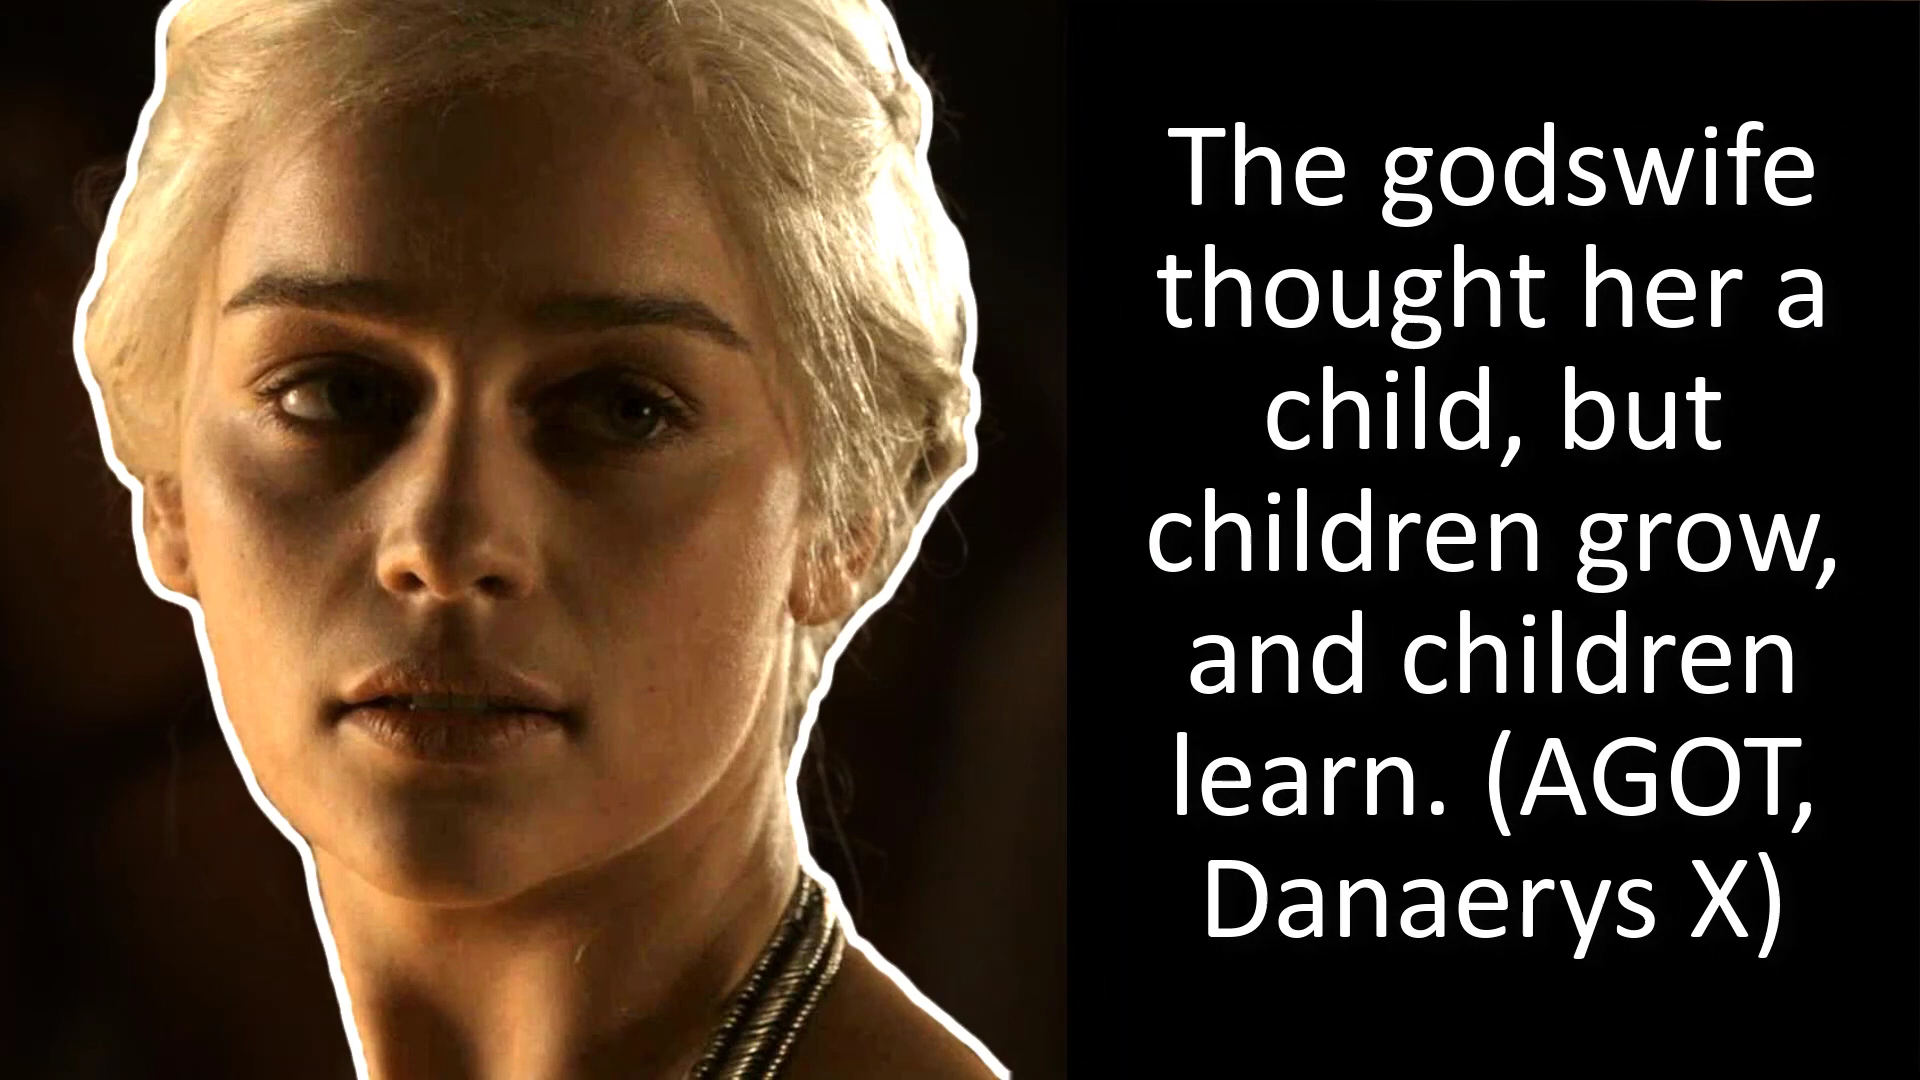 The godswife
thought her a
child, but
children grow,
and children
learn. (AGOT,
Danaerys X)